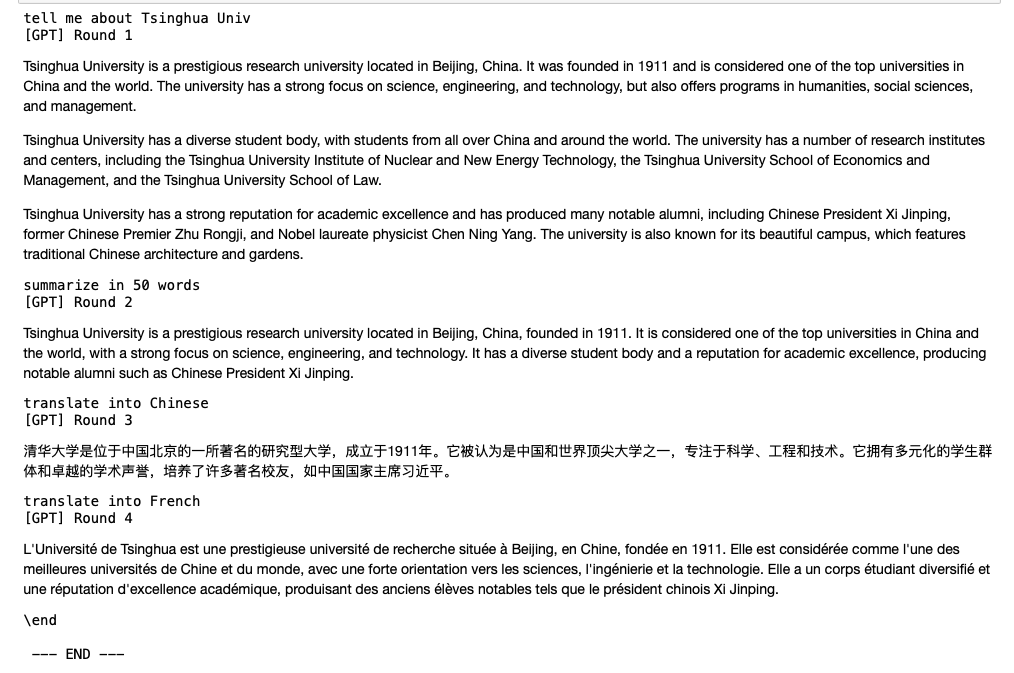 tell me about Tsinghua Univ
[GPT] Round 1
Tsinghua University is a prestigious research university located in Beijing, China. It was founded in 1911 and is considered one of the top universities in
China and the world. The university has a strong focus on science, engineering, and technology, but also offers programs in humanities, social sciences,
and management.
Tsinghua University has a diverse student body, with students from all over China and around the world. The university has a number of research institutes
and centers, including the Tsinghua University Institute of Nuclear and New Energy Technology, the Tsinghua University School of Economics and
Management, and the Tsinghua University School of Law.
Tsinghua University has a strong reputation for academic excellence and has produced many notable alumni, including Chinese President Xi Jinping,
former Chinese Premier Zhu Rongji, and Nobel laureate physicist Chen Ning Yang. The university is also known for its beautiful campus, which features
traditional Chinese architecture and gardens.
summarize in 50 words
[GPT] Round 2
Tsinghua University is a prestigious research university located in Beijing, China, founded in 1911. It is considered one of the top universities in China and
the world, with a strong focus on science, engineering, and technology. It has a diverse student body and a reputation for academic excellence, producing
notable alumni such as Chinese President Xi Jinping.
translate into Chinese
[GPT] Round 3
清华大学是位于中国北京的一所著名的研究型大学，成立于1911年。它被认为是中国和世界顶尖大学之一，专注于科学、工程和技术。它拥有多元化的学生群
体和卓越的学术声誉，培养了许多著名校友，如中国国家主席习近平。
translate into French
[GPT] Round 4
L'Université de Tsinghua est une prestigieuse université de recherche située à Beijing, en Chine, fondée en 1911. Elle est considérée comme l'une des
meilleures universités de Chine et du monde, avec une forte orientation vers les sciences, l'ingénierie et la technologie. Elle a un corps étudiant diversifié et
une réputation d'excellence académique, produisant des anciens élèves notables tels que le président chinois Xi Jinping.
\end
--- END ---